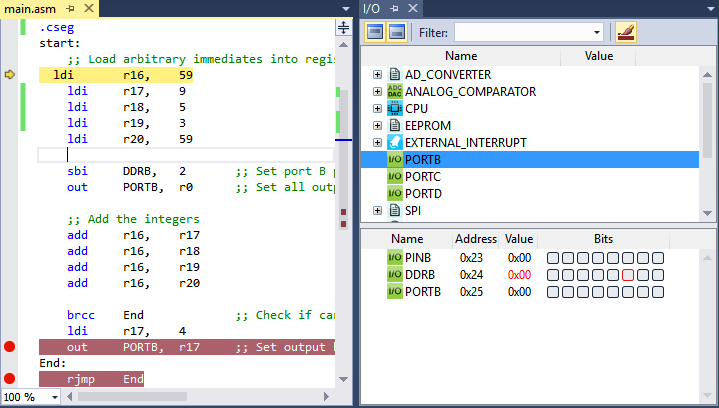 main.asm
.cseg
start:
;; Load arbitrary immediates into regis
ldi r16, 59
ldi r17, 9
ldi r18, 5
ldi r19, 3
ldi r20, 59
sbi DDRB, 2 ;; Set port B p
out PORTB, r0 ;; Set all outp
;; Add the integers
add r16, r17
add r16, r18
add r16, r19
add r16, r20
brcc End ;; Check if car
ldi r17, 4
out PORTB, r17 ;; Set output
End:
rjmp End
100 %
I/O
Filter:
Name Value
AD_CONVERTER
ADC DAC ANALOG_COMPARATOR
CPU
EEPROM
EXTERNAL_INTERRUPT
I/O PORTB
I/O PORTC
I/O PORTD
SPI
Name Address Value Bits
I/O PINB 0x23 0x00
I/O DDRB 0x24 0x00
I/O PORTB 0x25 0x00